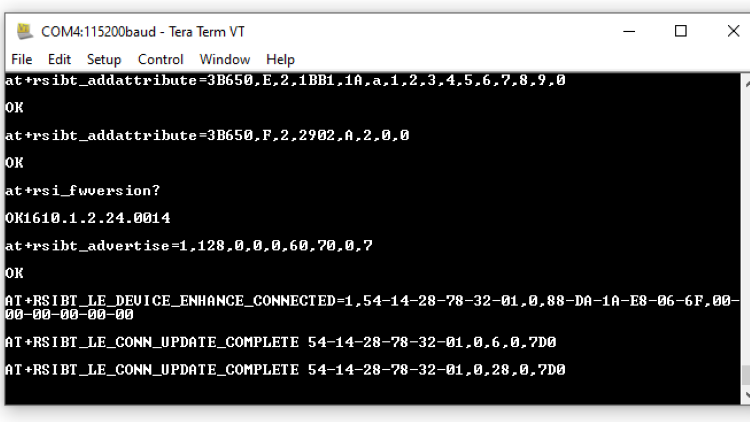 COM4:115200baud - Tera Term VT
File Edit Setup Control Window Help
at+rsibt_addattribute=3B650,E,2,1BB1,1A,a,1,2,3,4,5,6,7,8,9,0
OK
at+rsibt_addattribute=3B650,F,2,2902,A,2,0,0
OK
at+rsi_fwversion?
OK1610.1.2.24.0014
at+rsibt_advertise=1,128,0,0,0,60,70,0,7
OK
AT+RSIBT_LE_DEVICE_ENHANCE_CONNECTED=1,54-14-28-78-32-01,0,88-DA-1A-E8-06-6F,00-
00-00-00-00-00
AT+RSIBT_LE_CONN_UPDATE_COMPLETE 54-14-28-78-32-01,0,6,0,7D0
AT+RSIBT_LE_CONN_UPDATE_COMPLETE 54-14-28-78-32-01,0,28,0,7D0